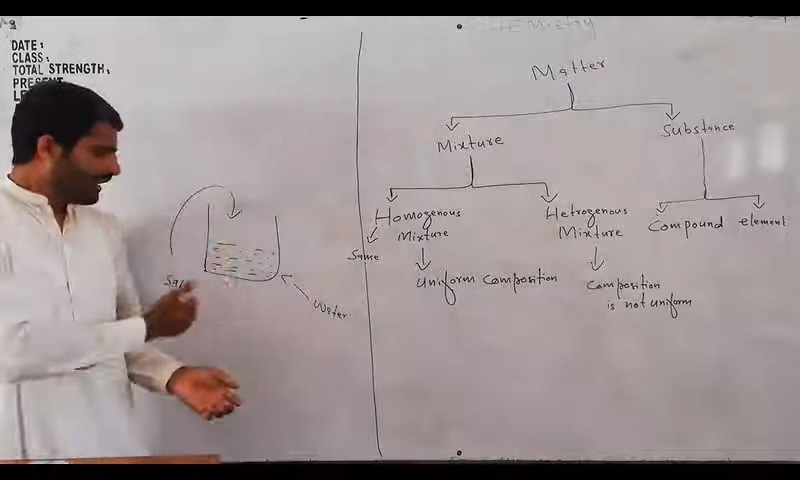 DATE:
CLASS:
TOTAL STRENGTH:
Matter
Mixture
Substance
Homogenous
Mixture
Hetrogenous
Mixture
Compound element
Same
Uniform Composition
Composition
is not uniform
Water